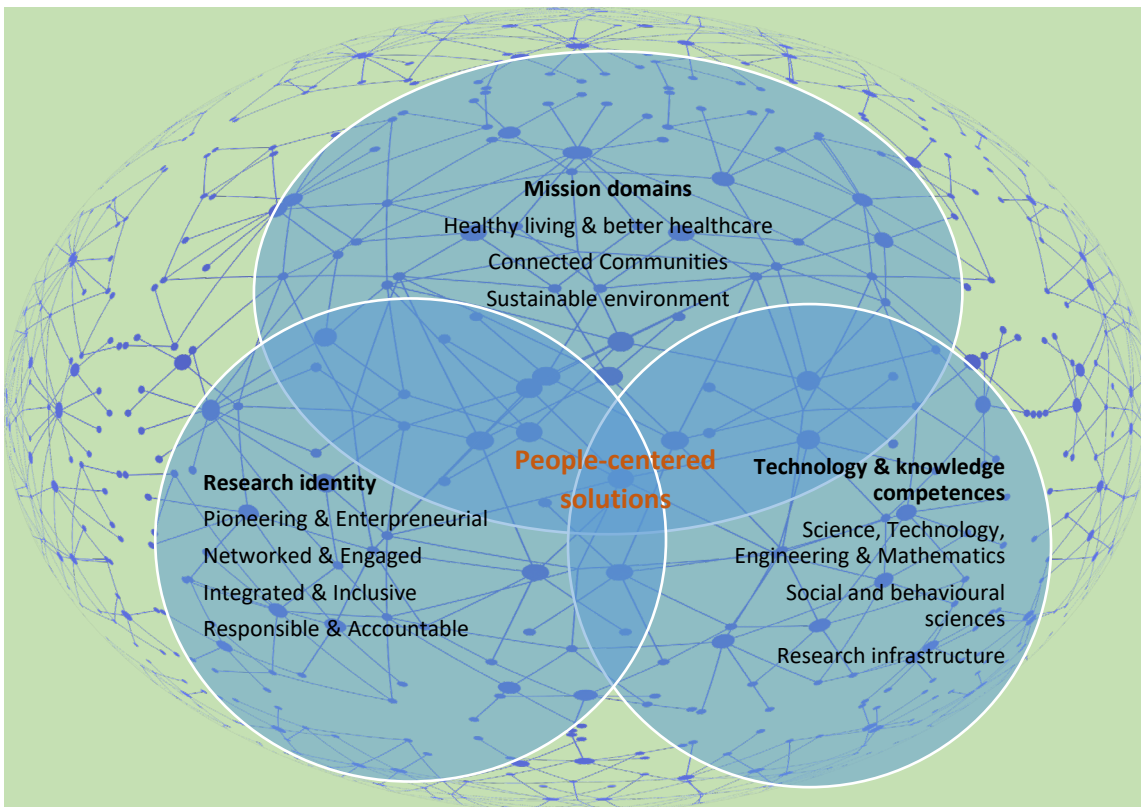 Mission domains
Healthy living & better healthcare
Connected Communities
Sustainable environment
People-centered
solutions
Research identity
Pioneering & Enterpreneurial
Networked & Engaged
Integrated & Inclusive
Responsible & Accountable
Technology & knowledge
competences
Science, Technology,
Engineering & Mathematics
Social and behavioural
sciences
Research infrastructure